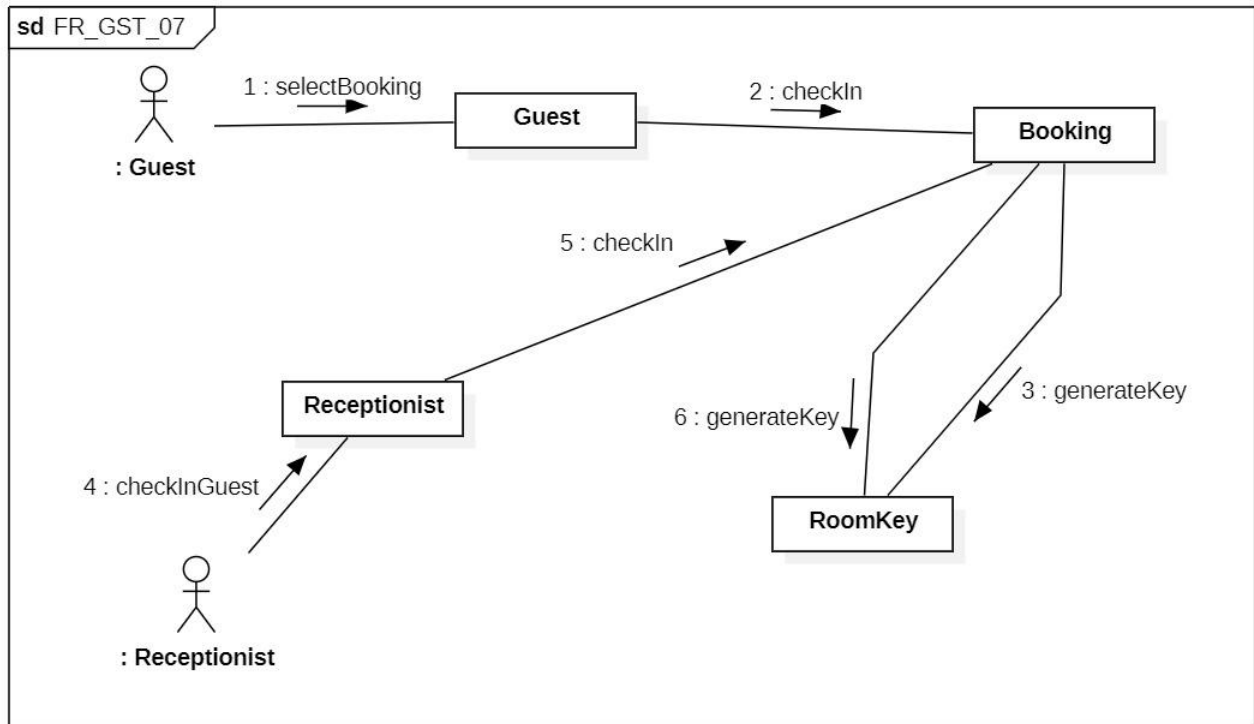 sd FR_GST_07
1 : selectBooking
2 : checkIn
Guest
Booking
: Guest
5 : checkIn
Receptionist
3 : generateKey
6 : generateKey
4 : checkInGuest
RoomKey
: Receptionist